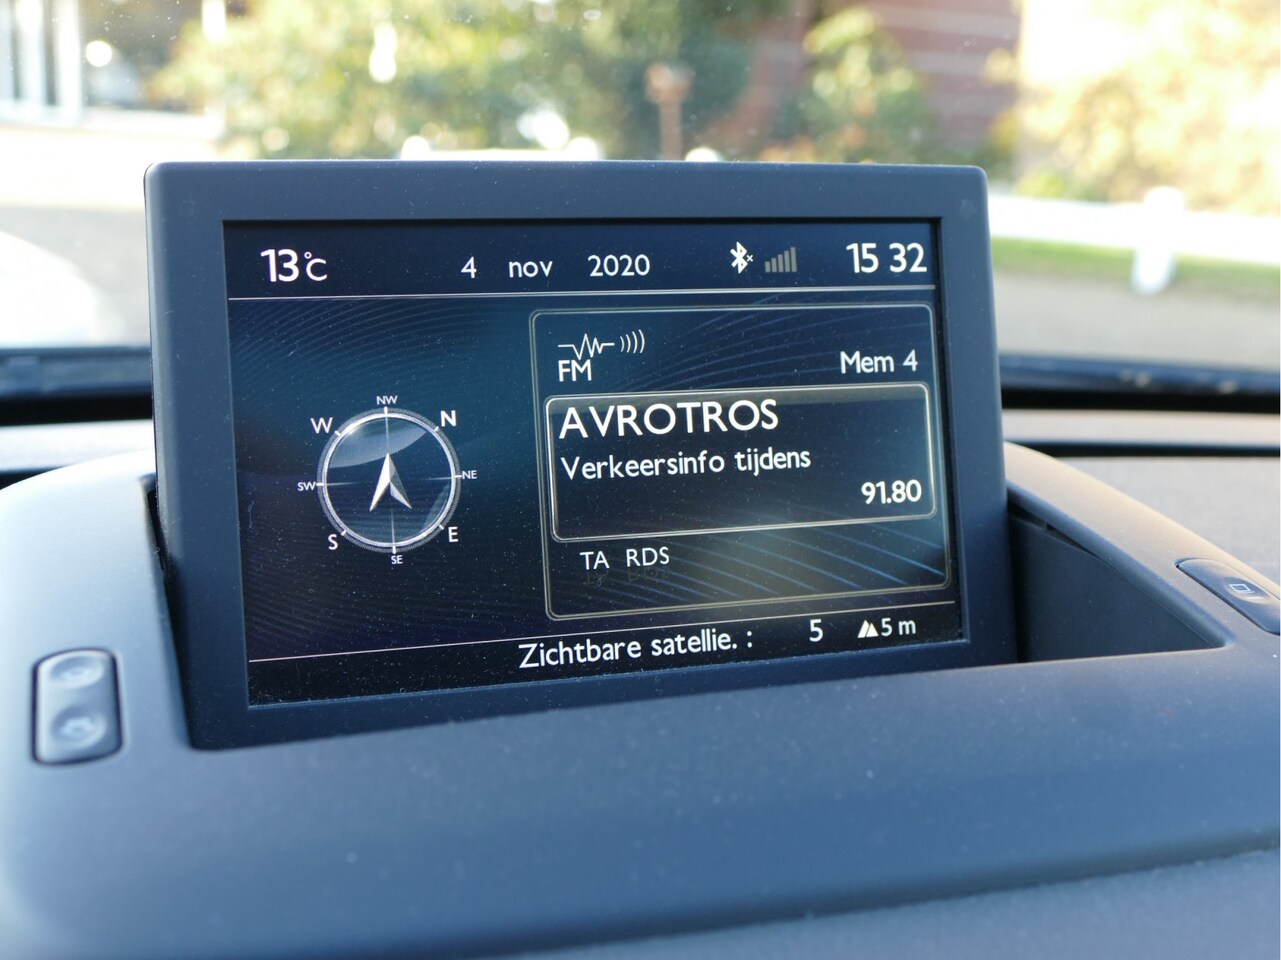 13°C 4 nov 2020 15 32
FM
Mem 4
AVROTROS
Verkeersinfo tijdens
91.80
TA RDS
NW
W N
SW NE
S E
SE
Zichtbare satellie. : 5 5 m